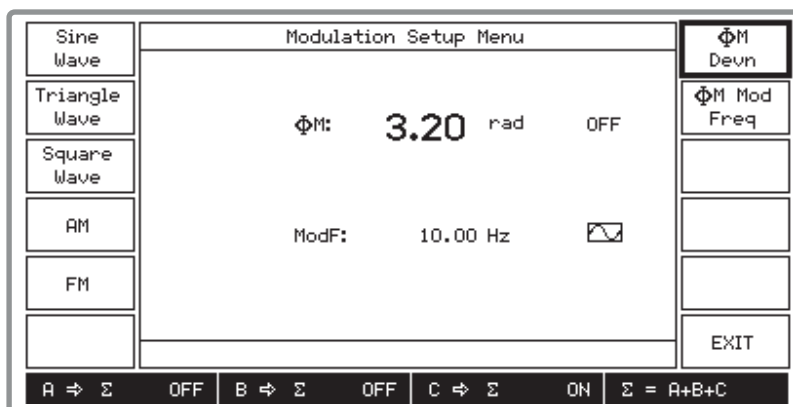 Sine
Wave
Triangle
Wave
Square
Wave
AM
FM
Modulation Setup Menu
ΦM: 3.20 rad OFF
ModF: 10.00 Hz
ΦM
Devn
ΦM Mod
Freq
EXIT
A ⇨ Σ OFF B ⇨ Σ OFF C ⇨ Σ ON Σ = A+B+C